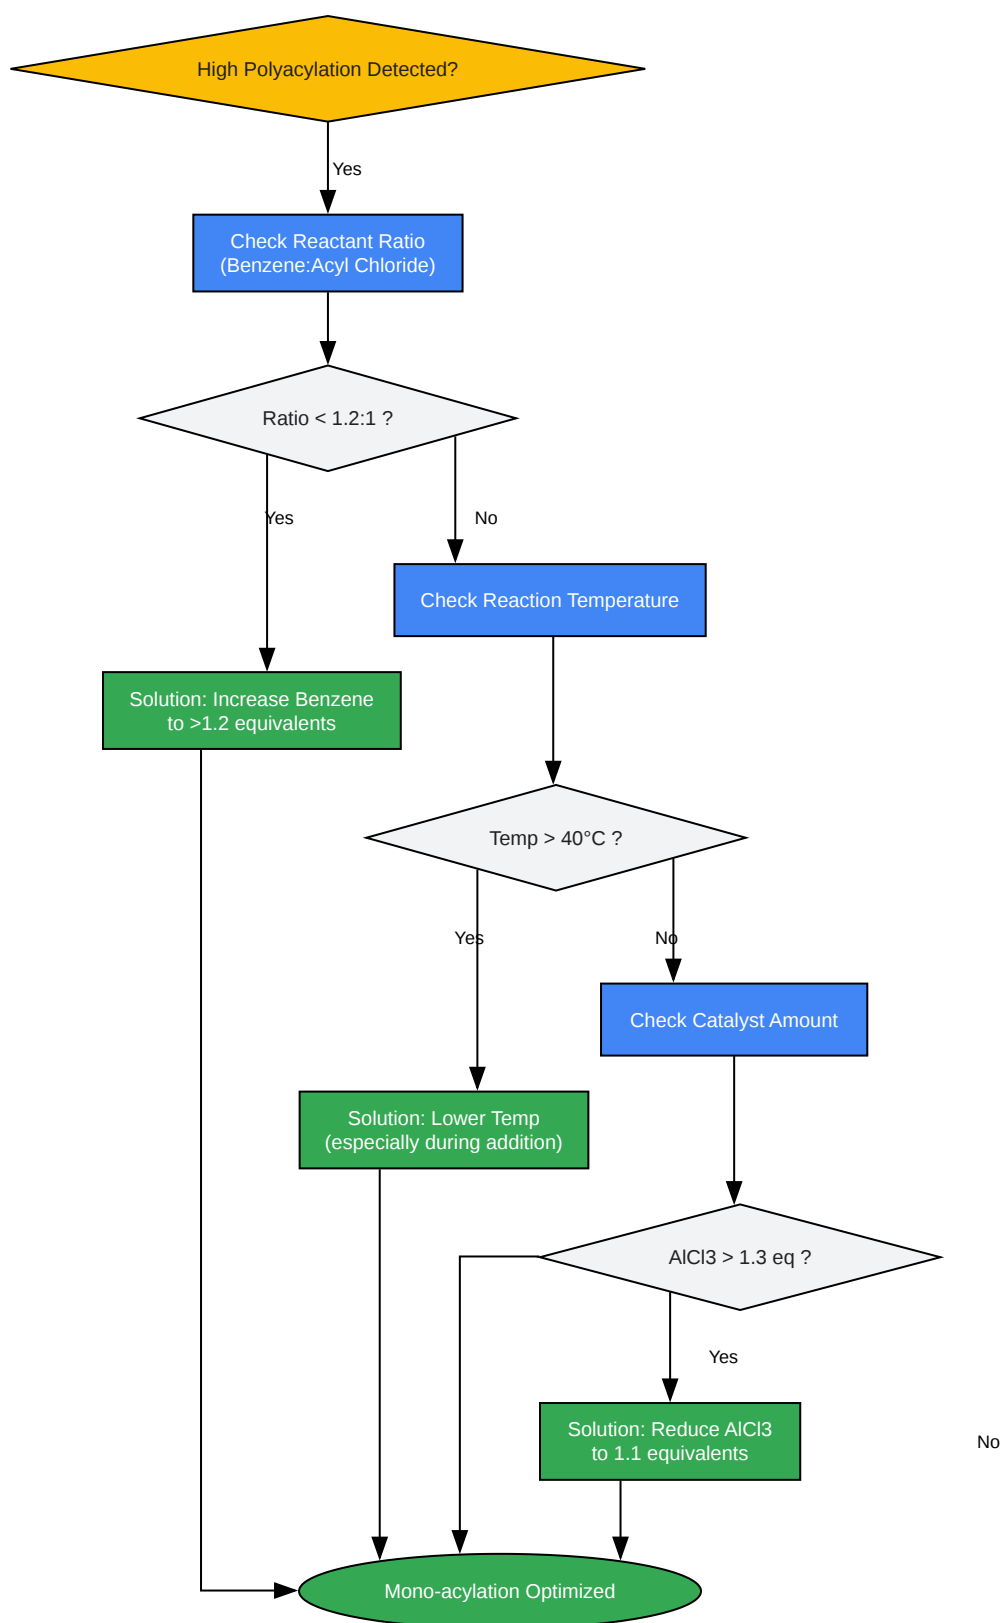 High Polyacylation Detected?
Yes
Check Reactant Ratio
(Benzene:Acyl Chloride)
Ratio < 1.2:1 ?
Yes
No
Check Reaction Temperature
Solution: Increase Benzene
to >1.2 equivalents
Temp > 40°C ?
Yes
No
Check Catalyst Amount
Solution: Lower Temp
(especially during addition)
AlCl3 > 1.3 eq ?
Yes
Solution: Reduce AlCl3
to 1.1 equivalents
No
Mono-acylation Optimized